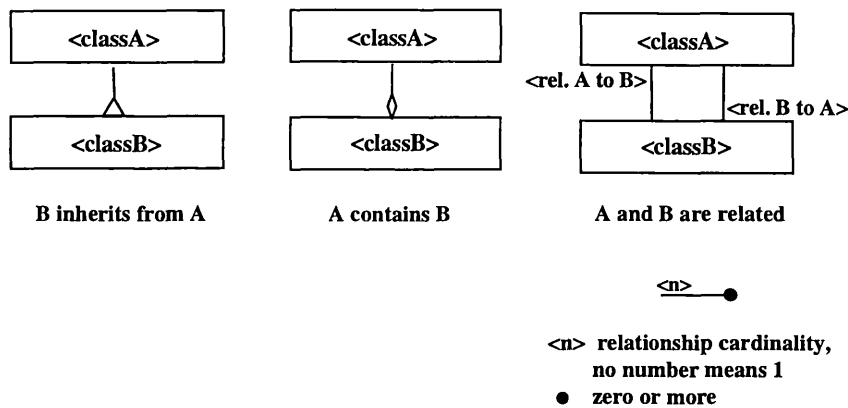 <classA>
<classB>
B inherits from A
<classA>
<classB>
A contains B
<classA>
<rel. A to B>
<rel. B to A>
<classB>
A and B are related
<n>
<n> relationship cardinality,
no number means 1
● zero or more